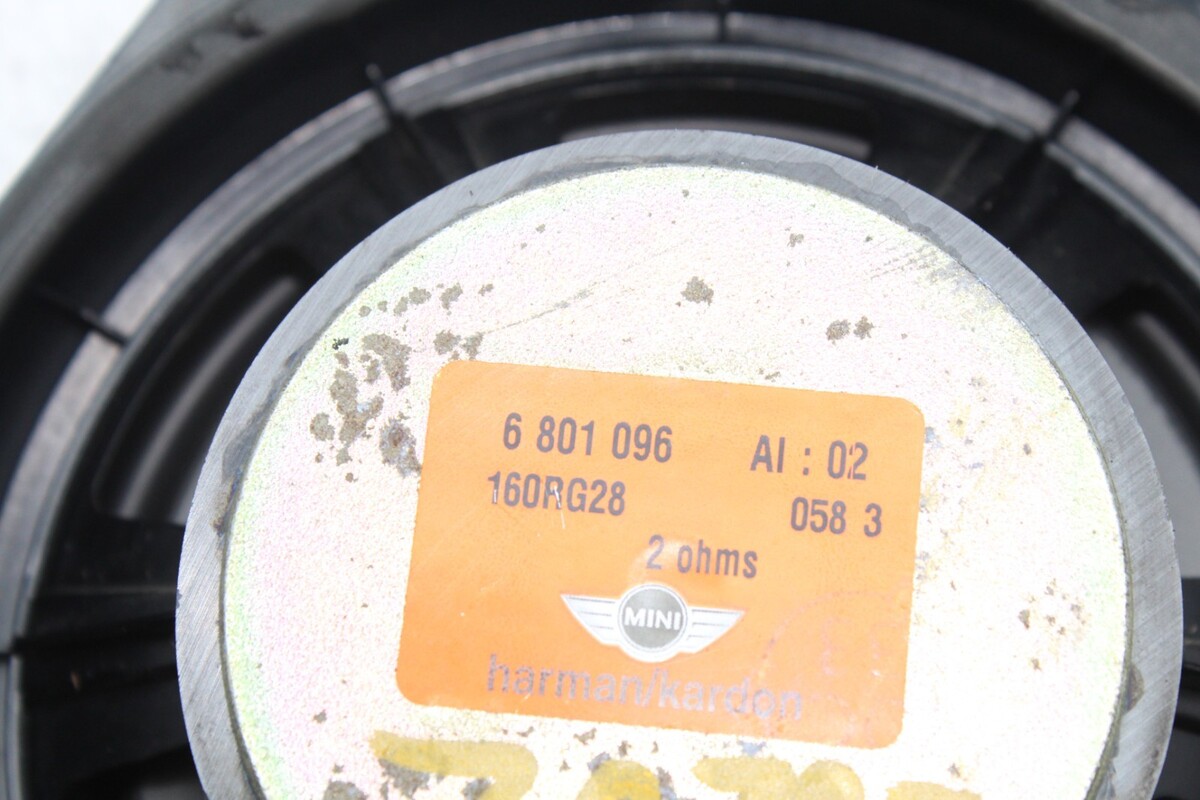 6 801 096 AI : 02
160RG28 058 3
2 ohms
MINI
harman/kardon